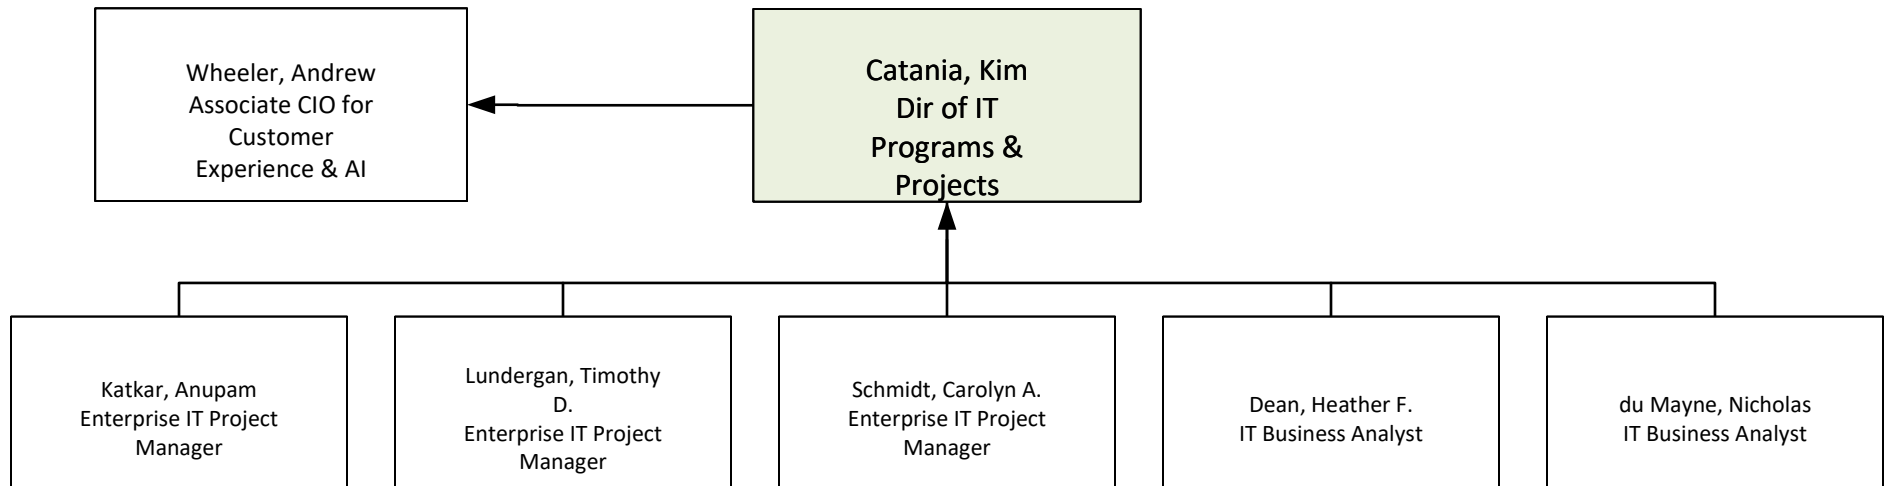 Wheeler, Andrew
Associate CIO for
Customer
Experience & AI
Catania, Kim
Dir of IT
Programs &
Projects
Katkar, Anupam
Enterprise IT Project
Manager
Lundergan, Timothy
D.
Enterprise IT Project
Manager
Schmidt, Carolyn A.
Enterprise IT Project
Manager
Dean, Heather F.
IT Business Analyst
du Mayne, Nicholas
IT Business Analyst